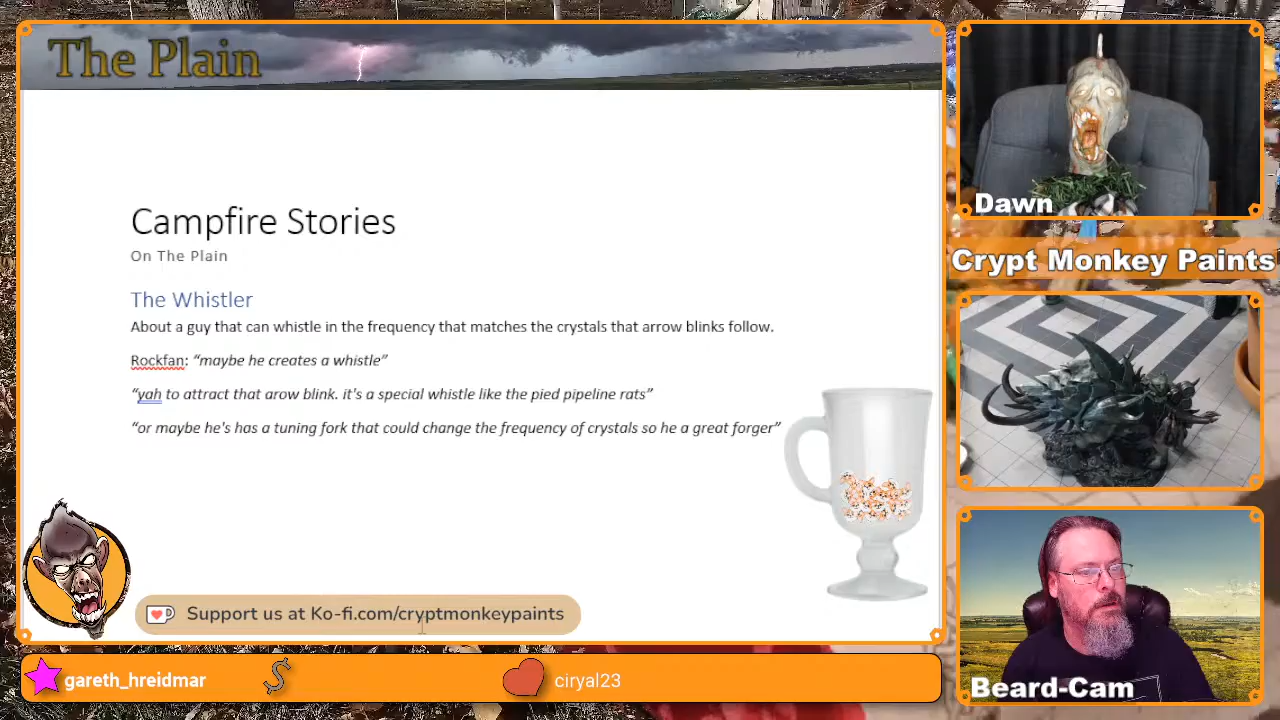 The Plain
Campfire Stories
On The Plain
The Whistler
About a guy that can whistle in the frequency that matches the crystals that arrow blinks follow.
Rockfan: “maybe he creates a whistle”
“yah to attract that arow blink. it's a special whistle like the pied pipeline rats”
“or maybe he's has a tuning fork that could change the frequency of crystals so he a great forger”
Support us at Ko-fi.com/cryptmonkeypaints
gareth_hreidmar
$
ciryal23
Dawn
Crypt Monkey Paints
Beard-Cam